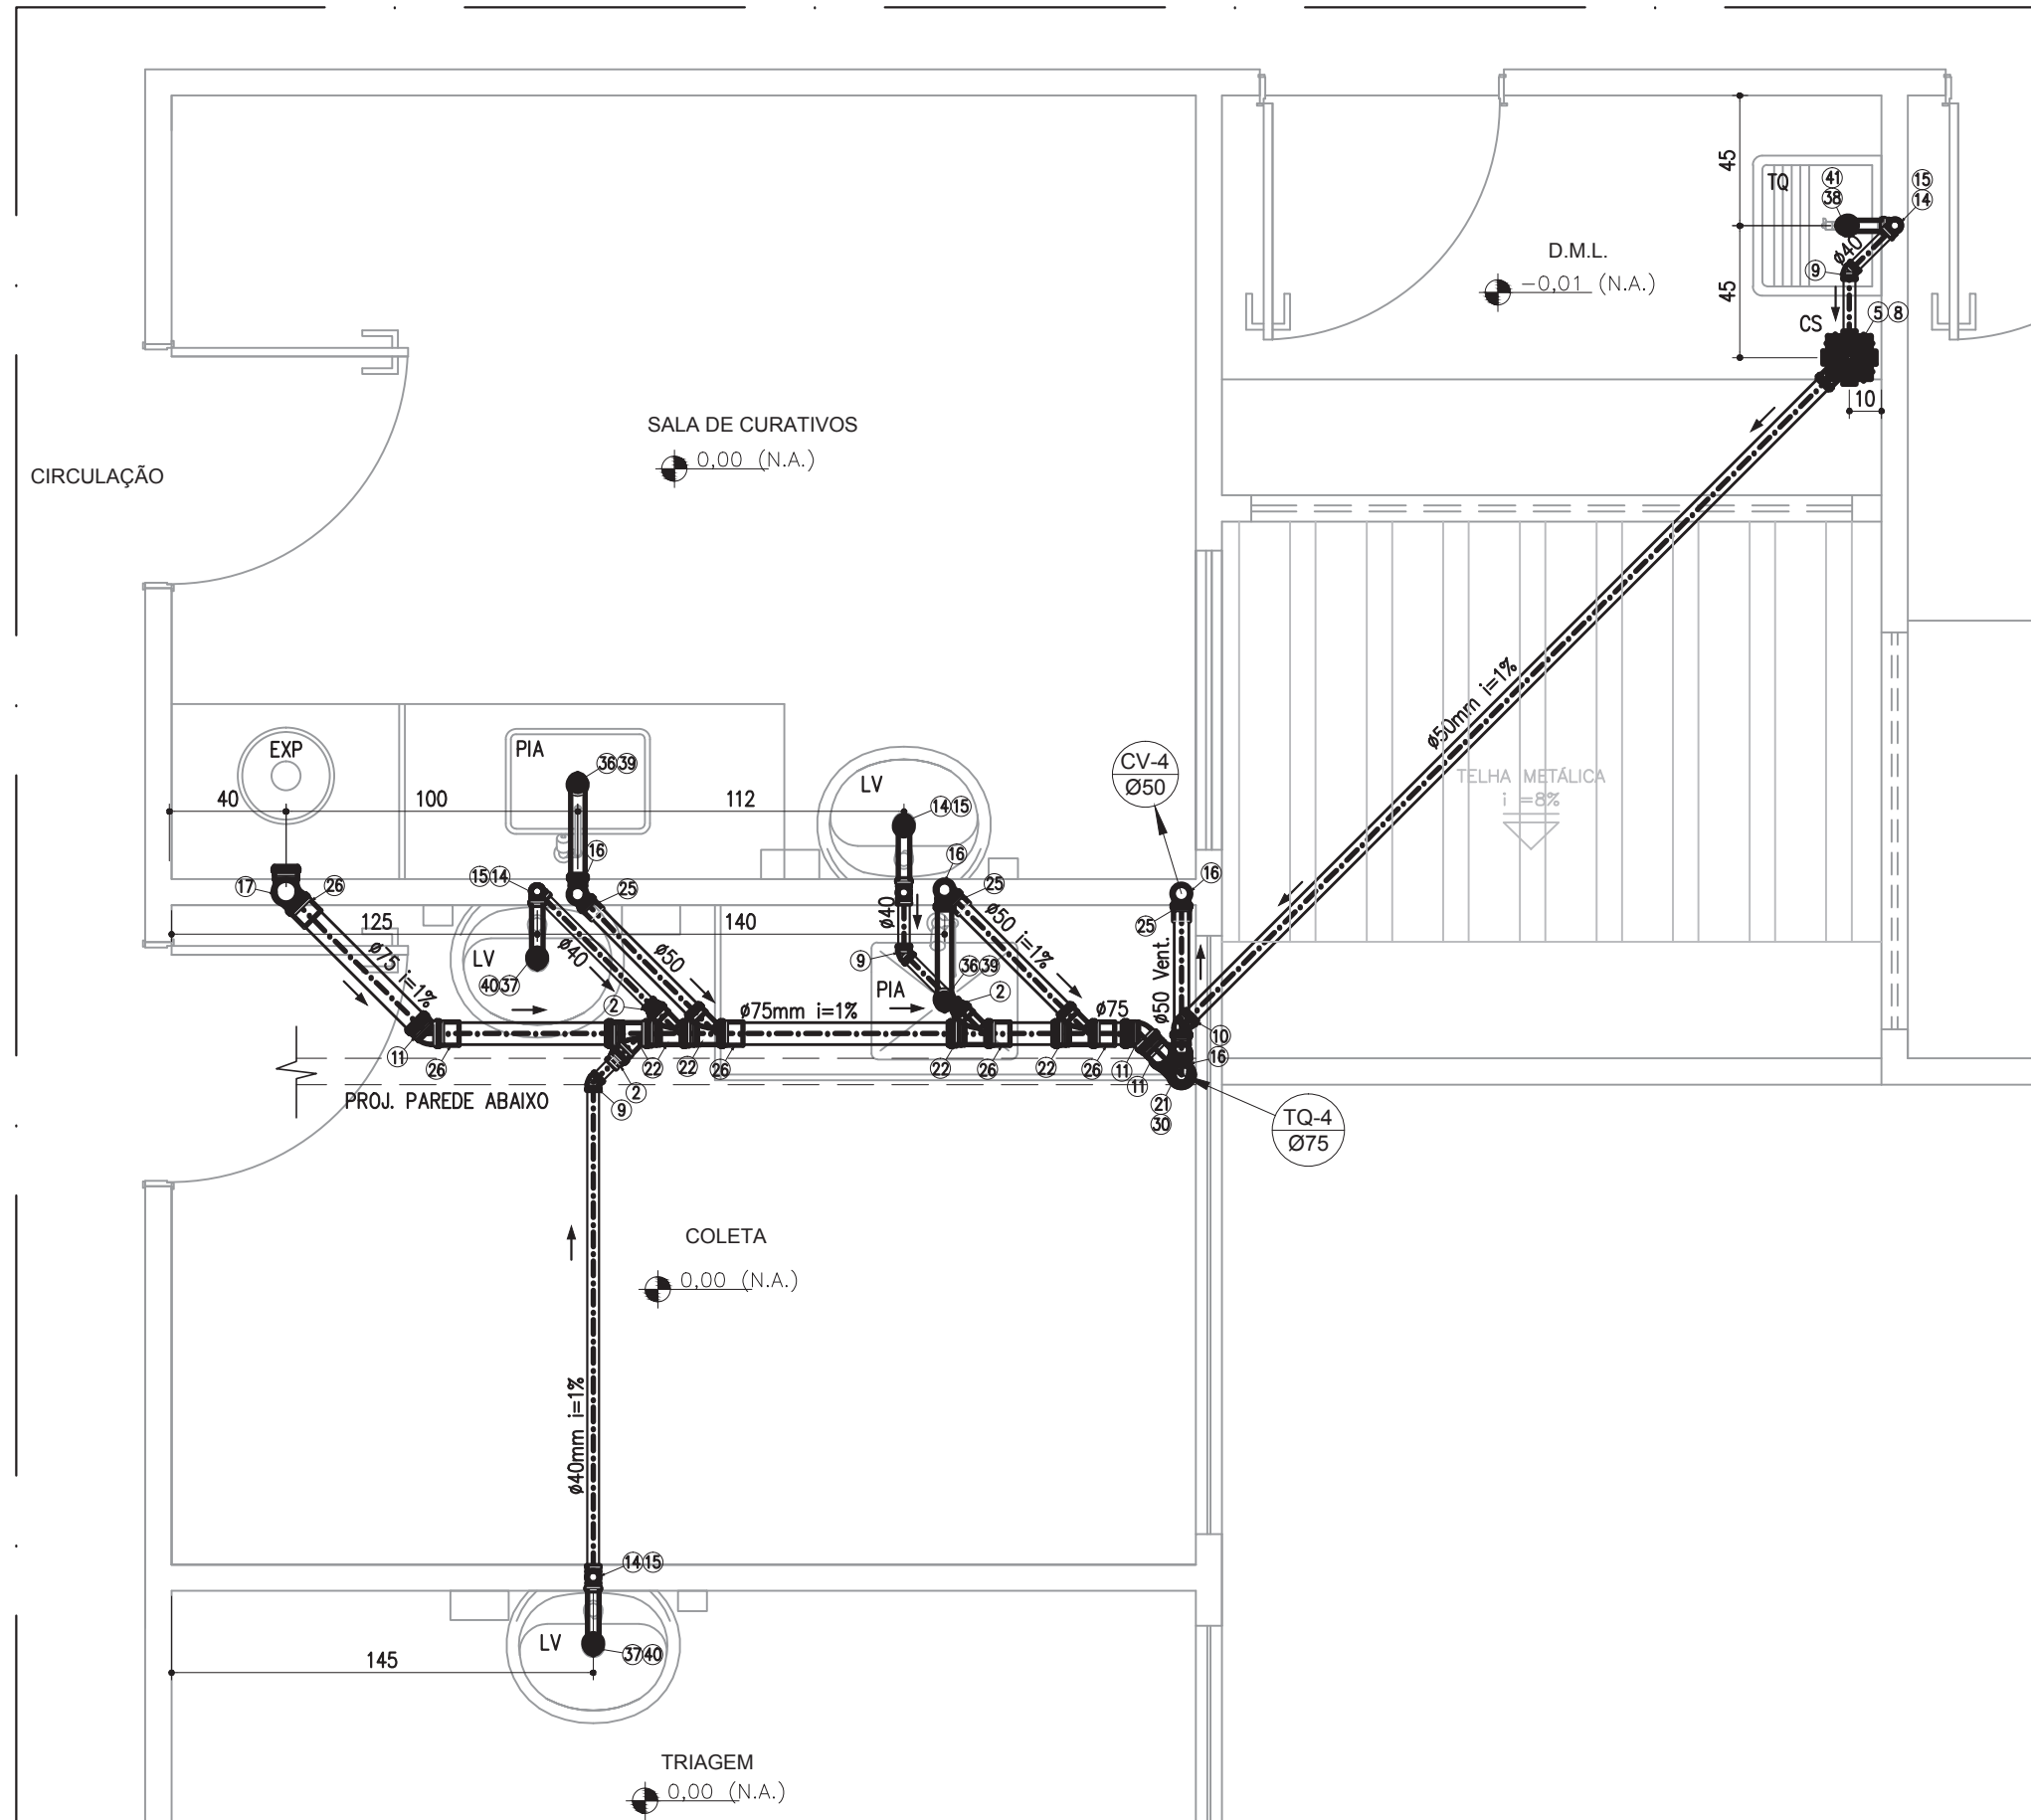 45
TQ
41
38
15
14
ø40
D.M.L.
-0,01 (N.A.)
9
45
CS
5 8
10
SALA DE CURATIVOS
0,00 (N.A.)
CIRCULAÇÃO
ø50mm i=1%
TELHA METÁLICA
i =8%
EXP
PIA
36 39
LV
CV-4
Ø50
40
100
112
14 15
16
16
17
26
15 14
25
25
16
125
140
25
ø75 i=1%
LV
ø40
ø50
ø40
ø50 i=1%
ø50 Vent.
40 37
9
PIA
36 39
2
2
ø75mm i=1%
ø75
10
16
11
26
22
22
26
22
26
22
26
11
11
2
9
PROJ. PAREDE ABAIXO
21
30
TQ-4
Ø75
COLETA
0,00 (N.A.)
ø40mm i=1%
14 15
LV
37 40
145
TRIAGEM
0,00 (N.A.)